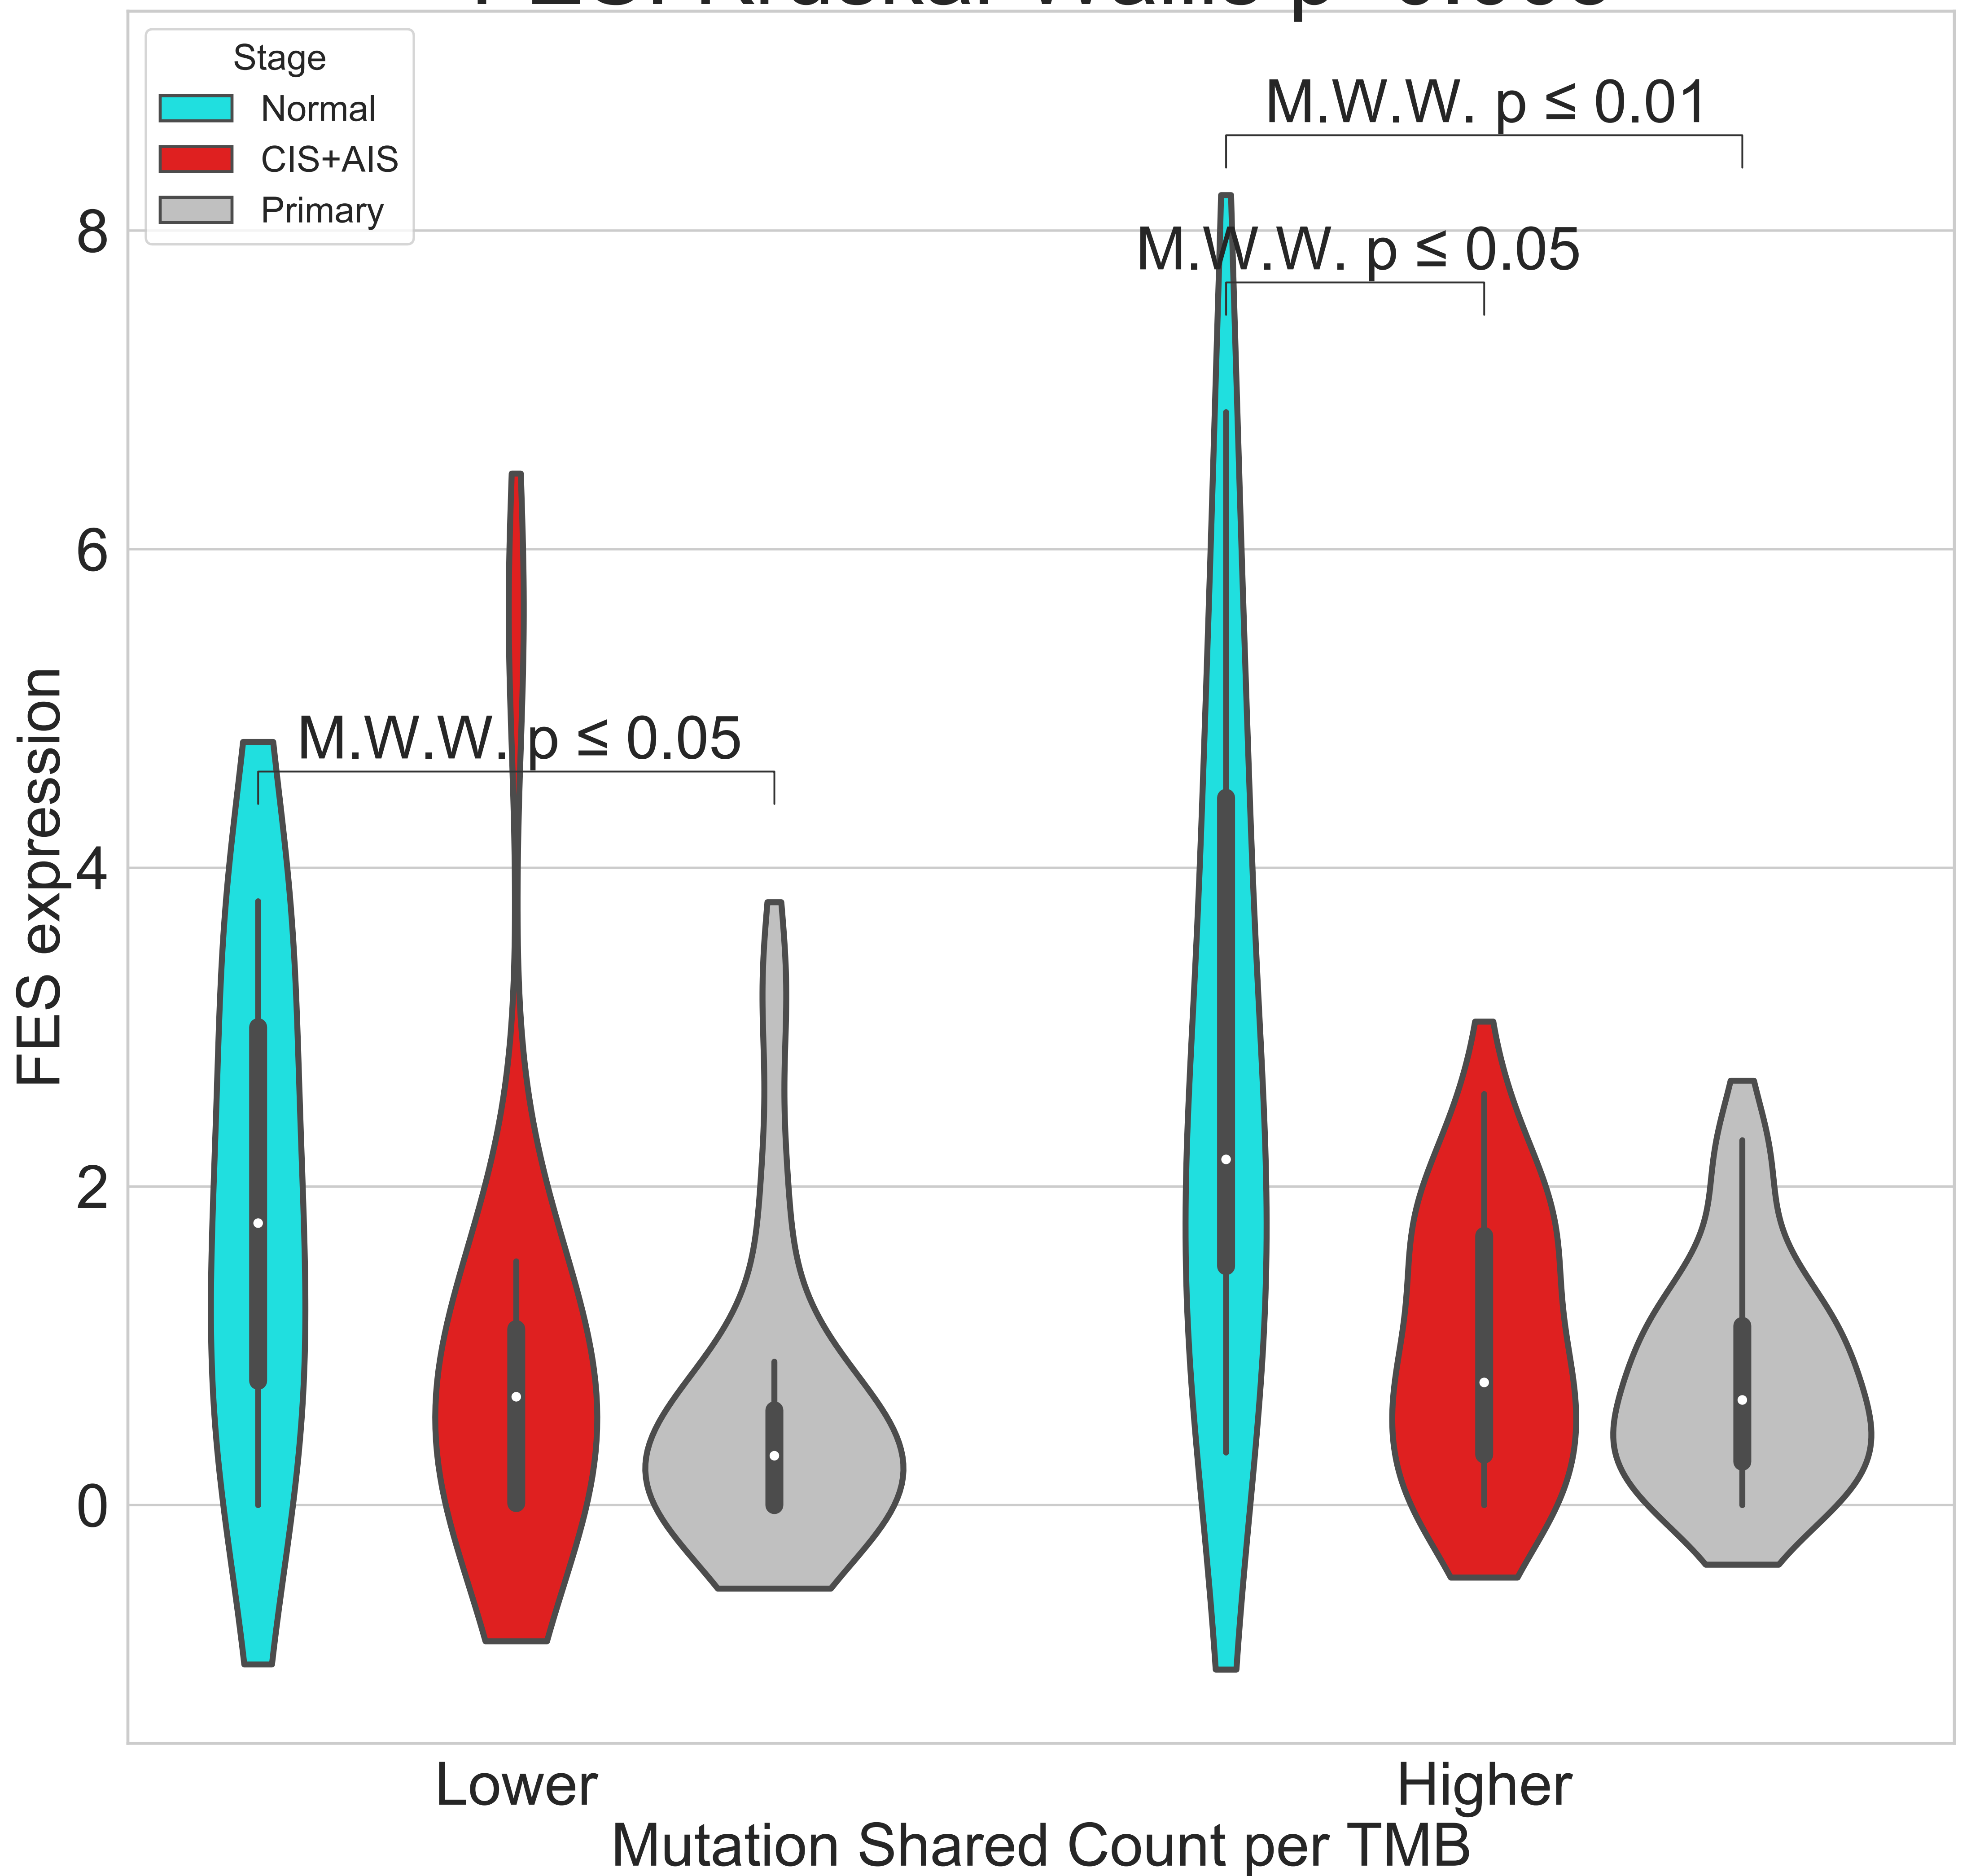 Stage
Normal
CIS+AIS
Primary
M.W.W. p ≤ 0.01
M.W.W. p ≤ 0.05
M.W.W. p ≤ 0.05
8
6
4
2
0
FES expression
Lower
Higher
Mutation Shared Count per TMB